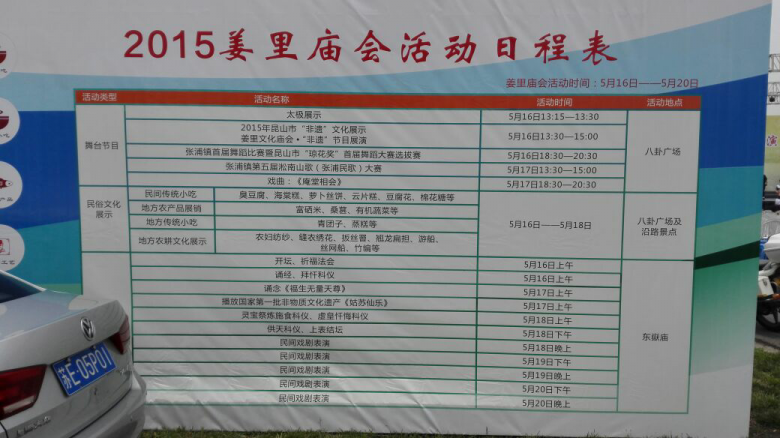 2015姜里庙会活动日程表
姜里庙会活动时间：5月16日——5月20日
活动类型 活动名称 活动时间 活动地点
舞台节目
太极展示 5月16日13:15—13:30
2015年昆山市“非遗”文化展示
姜里文化庙会·“非遗”节目展演 5月16日13:30—15:00
张浦镇首届舞蹈比赛暨昆山市“琼花奖”首届舞蹈大赛选拔赛 5月16日18:30—20:30
张浦镇第五届淞南山歌（张浦民歌）大赛 5月17日13:30—15:00
戏曲：《庵堂相会》 5月17日18:30—20:30
八卦广场
民俗文化
展示
民间传统小吃 臭豆腐、海棠糕、萝卜丝饼、云片糕、豆腐花、棉花糖等
地方农产品展销 富硒米、桑葚、有机蔬菜等
地方传统小吃 青团子、蒸糕等
地方农耕文化展示 农妇纺纱、缝衣绣花、扳丝罾、摇龙扁担、游船、
丝网船、竹编等
5月16日——5月18日
八卦广场及
沿路景点
开坛、祈福法会 5月16日上午
诵经、拜忏科仪 5月16日上午
诵念《福生无量天尊》 5月17日上午
播放国家第一批非物质文化遗产《姑苏仙乐》 5月17日上午
灵宝祭炼施食科仪、虚皇忏悔科仪 5月18日上午
供天科仪、上表结坛 5月18日下午
民间戏剧表演 5月18日晚上
民间戏剧表演 5月19日下午
民间戏剧表演 5月19日晚上
民间戏剧表演 5月20日下午
民间戏剧表演 5月20日晚上
东嶽庙
苏E·05P01